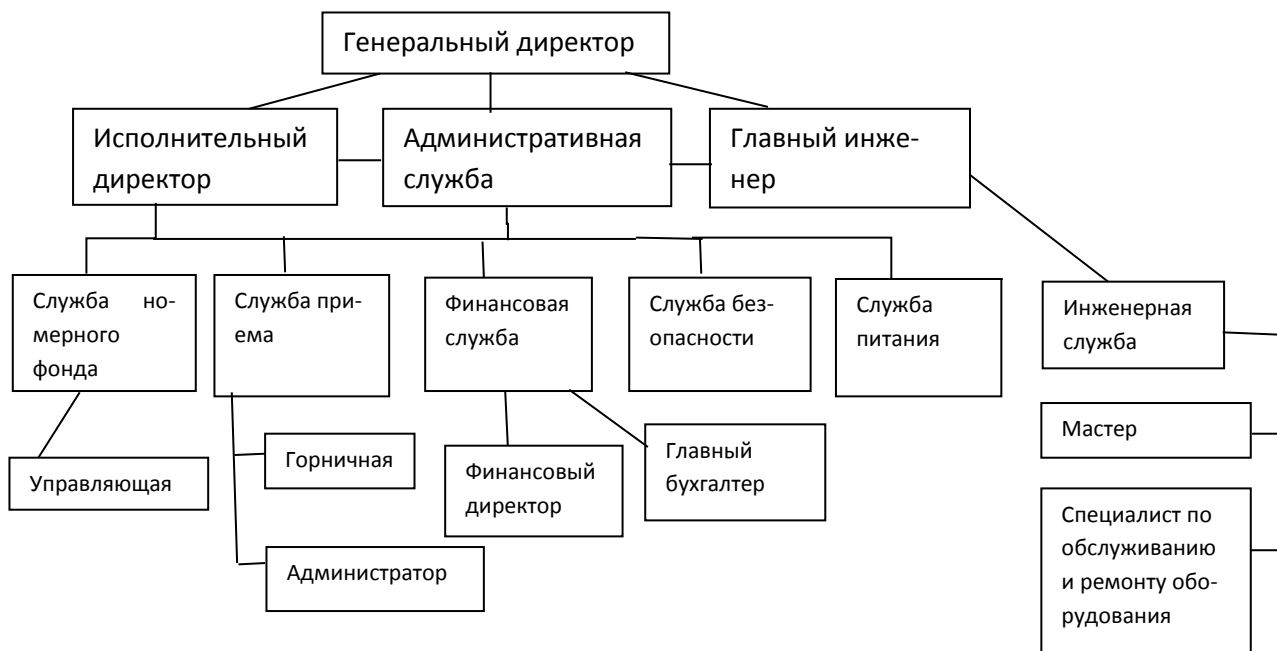 Генеральный директор
Исполнительный
директор
Административная
служба
Главный инже-
нер
Служба но-
мерного
фонда
Служба при-
ема
Финансовая
служба
Служба без-
опасности
Служба
питания
Инженерная
служба
Управляющая
Горничная
Администратор
Финансовый
директор
Главный
бухгалтер
Мастер
Специалист по
обслуживанию
и ремонту обо-
рудования